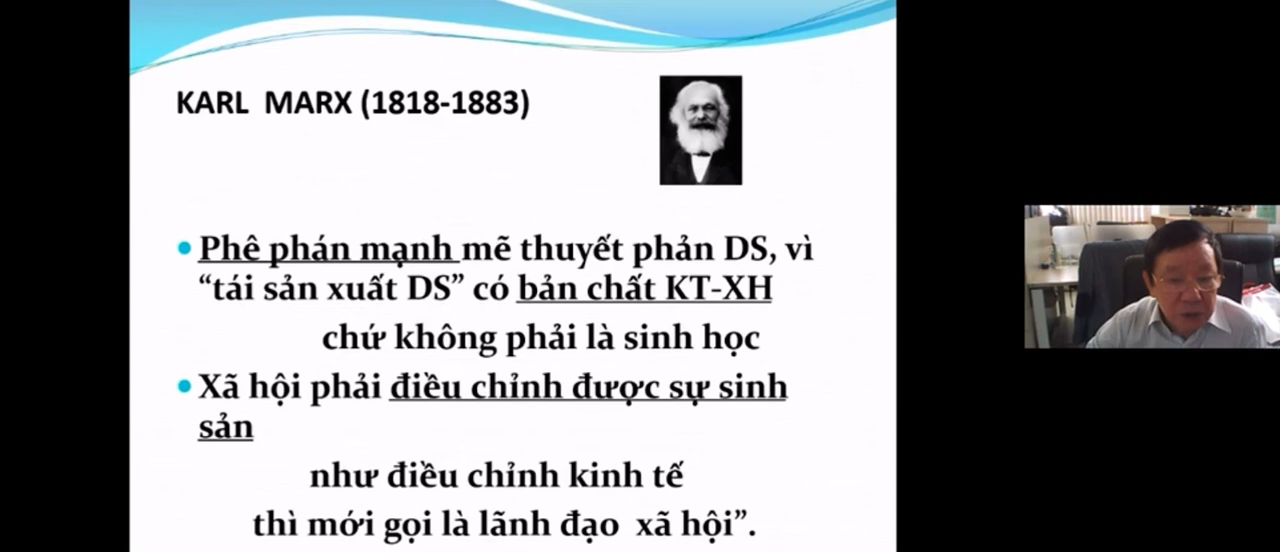 KARL MARX (1818-1883)
• Phê phán mạnh mẽ thuyết phản DS, vì
“tái sản xuất DS” có bản chất KT-XH
chứ không phải là sinh học
• Xã hội phải điều chỉnh được sự sinh
sản
như điều chỉnh kinh tế
thì mới gọi là lãnh đạo xã hội”.